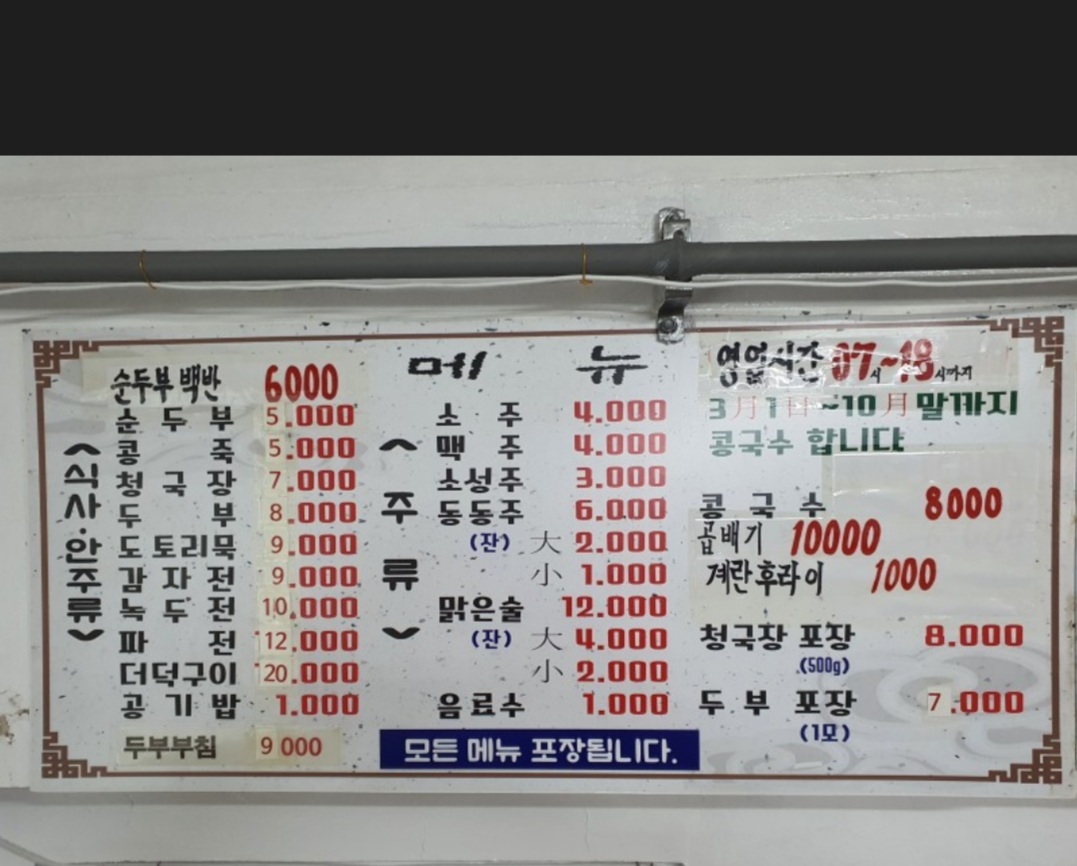 메 뉴
순두부 백반 6000
순두부 5.000
콩죽 5.000
청국장 7.000
두부 8.000
도토리묵 9.000
감자전 9.000
녹두전 10.000
파전 12.000
더덕구이 20.000
공기밥 1.000
두부부침 9 000
<식사·안주류>
소주 4.000
맥주 4.000
소성주 3.000
동동주 6.000
(잔) 大 2.000
小 1.000
맑은술 12.000
(잔) 大 4.000
小 2.000
음료수 1.000
<주류>
모든 메뉴 포장됩니다.
영업시간 07시~18시까지
3月1日~10月말까지
콩국수 합니다
콩국수 8000
곱배기 10000
계란후라이 1000
청국장 포장 8.000
(500g)
두부 포장 7.000
(1모)